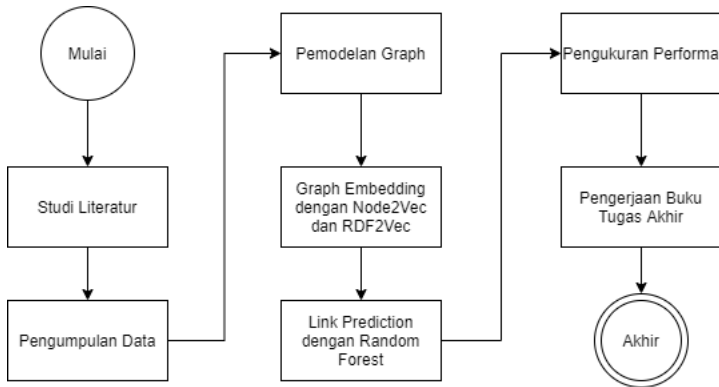 Mulai
Studi Literatur
Pengumpulan Data
Pemodelan Graph
Graph Embedding
dengan Node2Vec
dan RDF2Vec
Link Prediction
dengan Random
Forest
Pengukuran Performa
Pengerjaan Buku
Tugas Akhir
Akhir